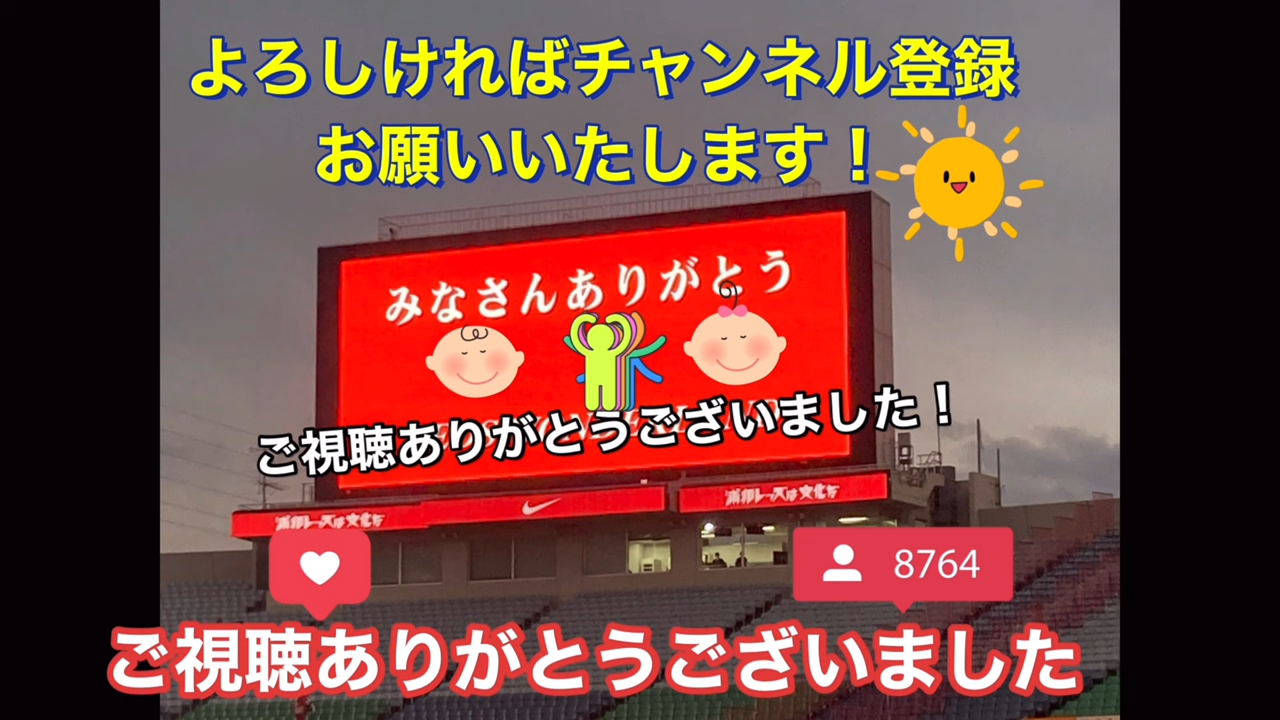 よろしければチャンネル登録
お願いいたします！
みなさんありがとう
ご視聴ありがとうございました！
8764
ご視聴ありがとうございました